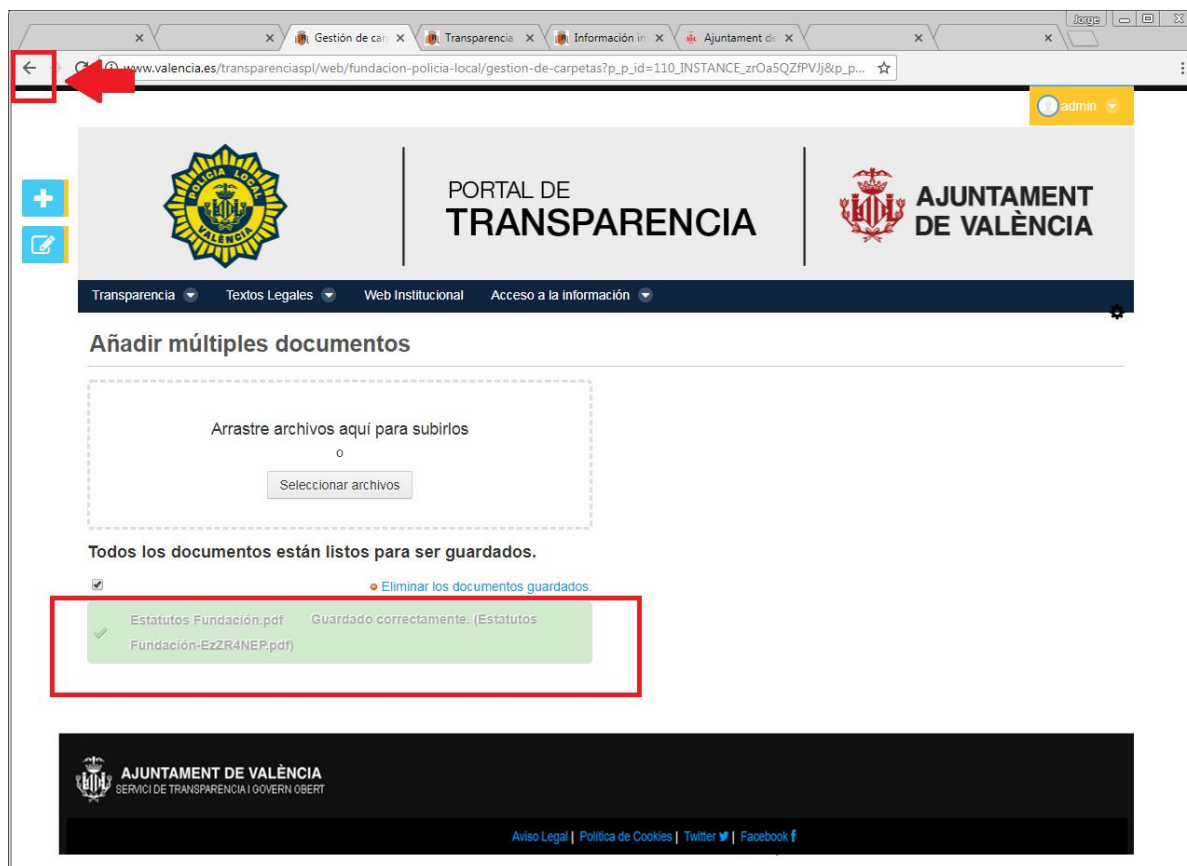 Jorge
Gestión de car
Transparencia
Información in
Ajuntament de
www.valencia.es/transparenciaspl/web/fundacion-policia-local/gestion-de-carpetas?p_p_id=110_INSTANCE_zrOa5QZfPVJj&p_p...
admin
POLICIA LOCAL
VALENCIA
PORTAL DE
TRANSPARENCIA
AJUNTAMENT
DE VALÈNCIA
Transparencia Textos Legales Web Institucional Acceso a la información
Añadir múltiples documentos
Arrastre archivos aquí para subirlos
o
Seleccionar archivos
Todos los documentos están listos para ser guardados.
Eliminar los documentos guardados.
Estatutos Fundación.pdf Guardado correctamente. (Estatutos
Fundación-EzZR4NEP.pdf)
AJUNTAMENT DE VALÈNCIA
SERVICI DE TRANSPARENCIA I GOVERN OBERT
Aviso Legal | Política de Cookies | Twitter | Facebook